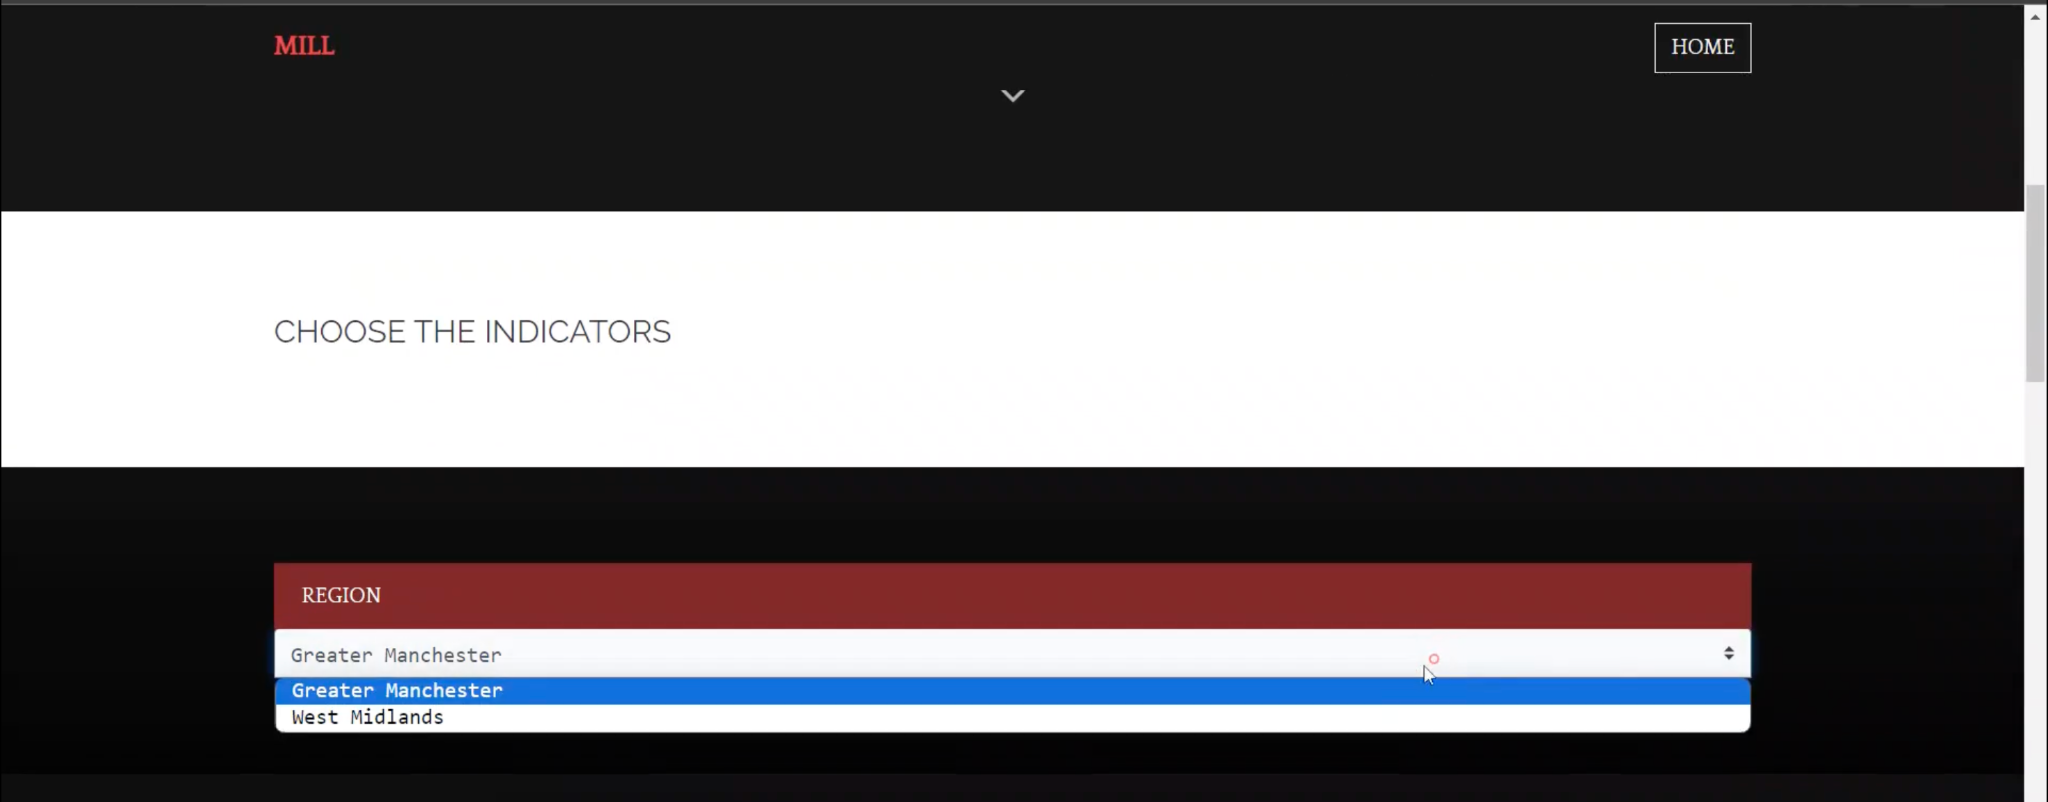 MILL
HOME
CHOOSE THE INDICATORS
REGION
Greater Manchester
Greater Manchester
West Midlands